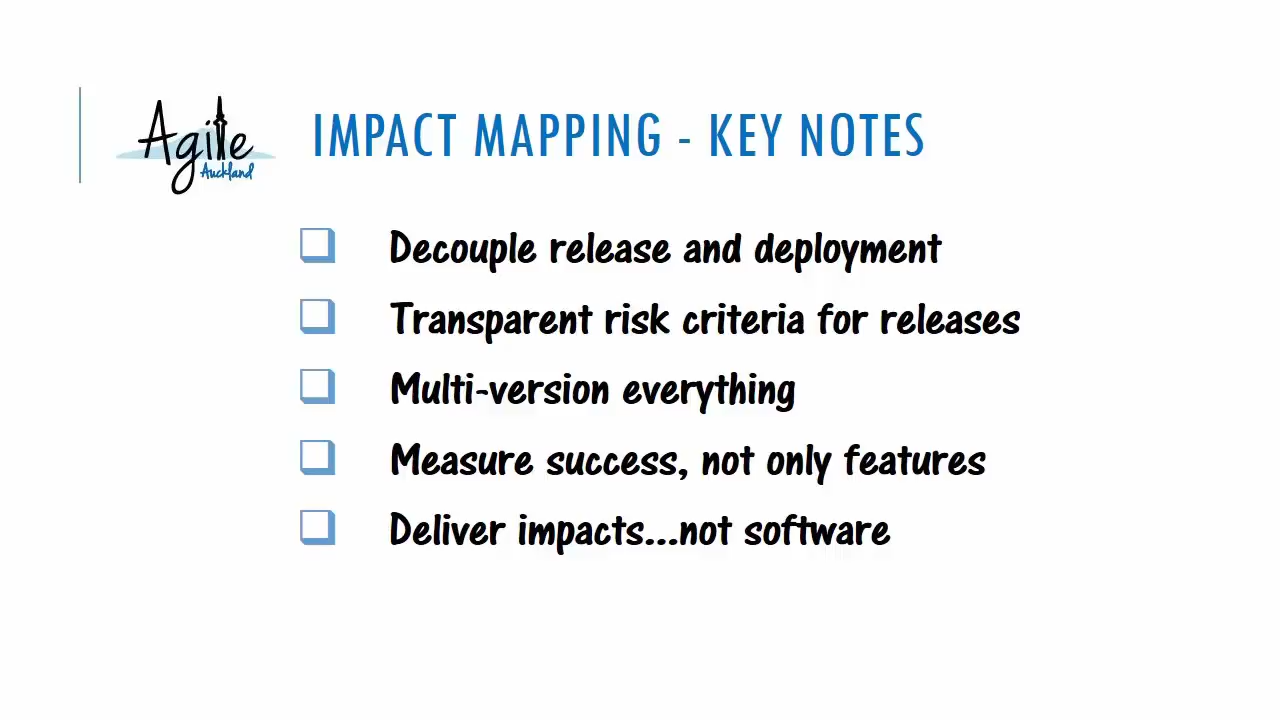 Agile
Auckland
IMPACT MAPPING - KEY NOTES
Decouple release and deployment
Transparent risk criteria for releases
Multi-version everything
Measure success, not only features
Deliver impacts...not software